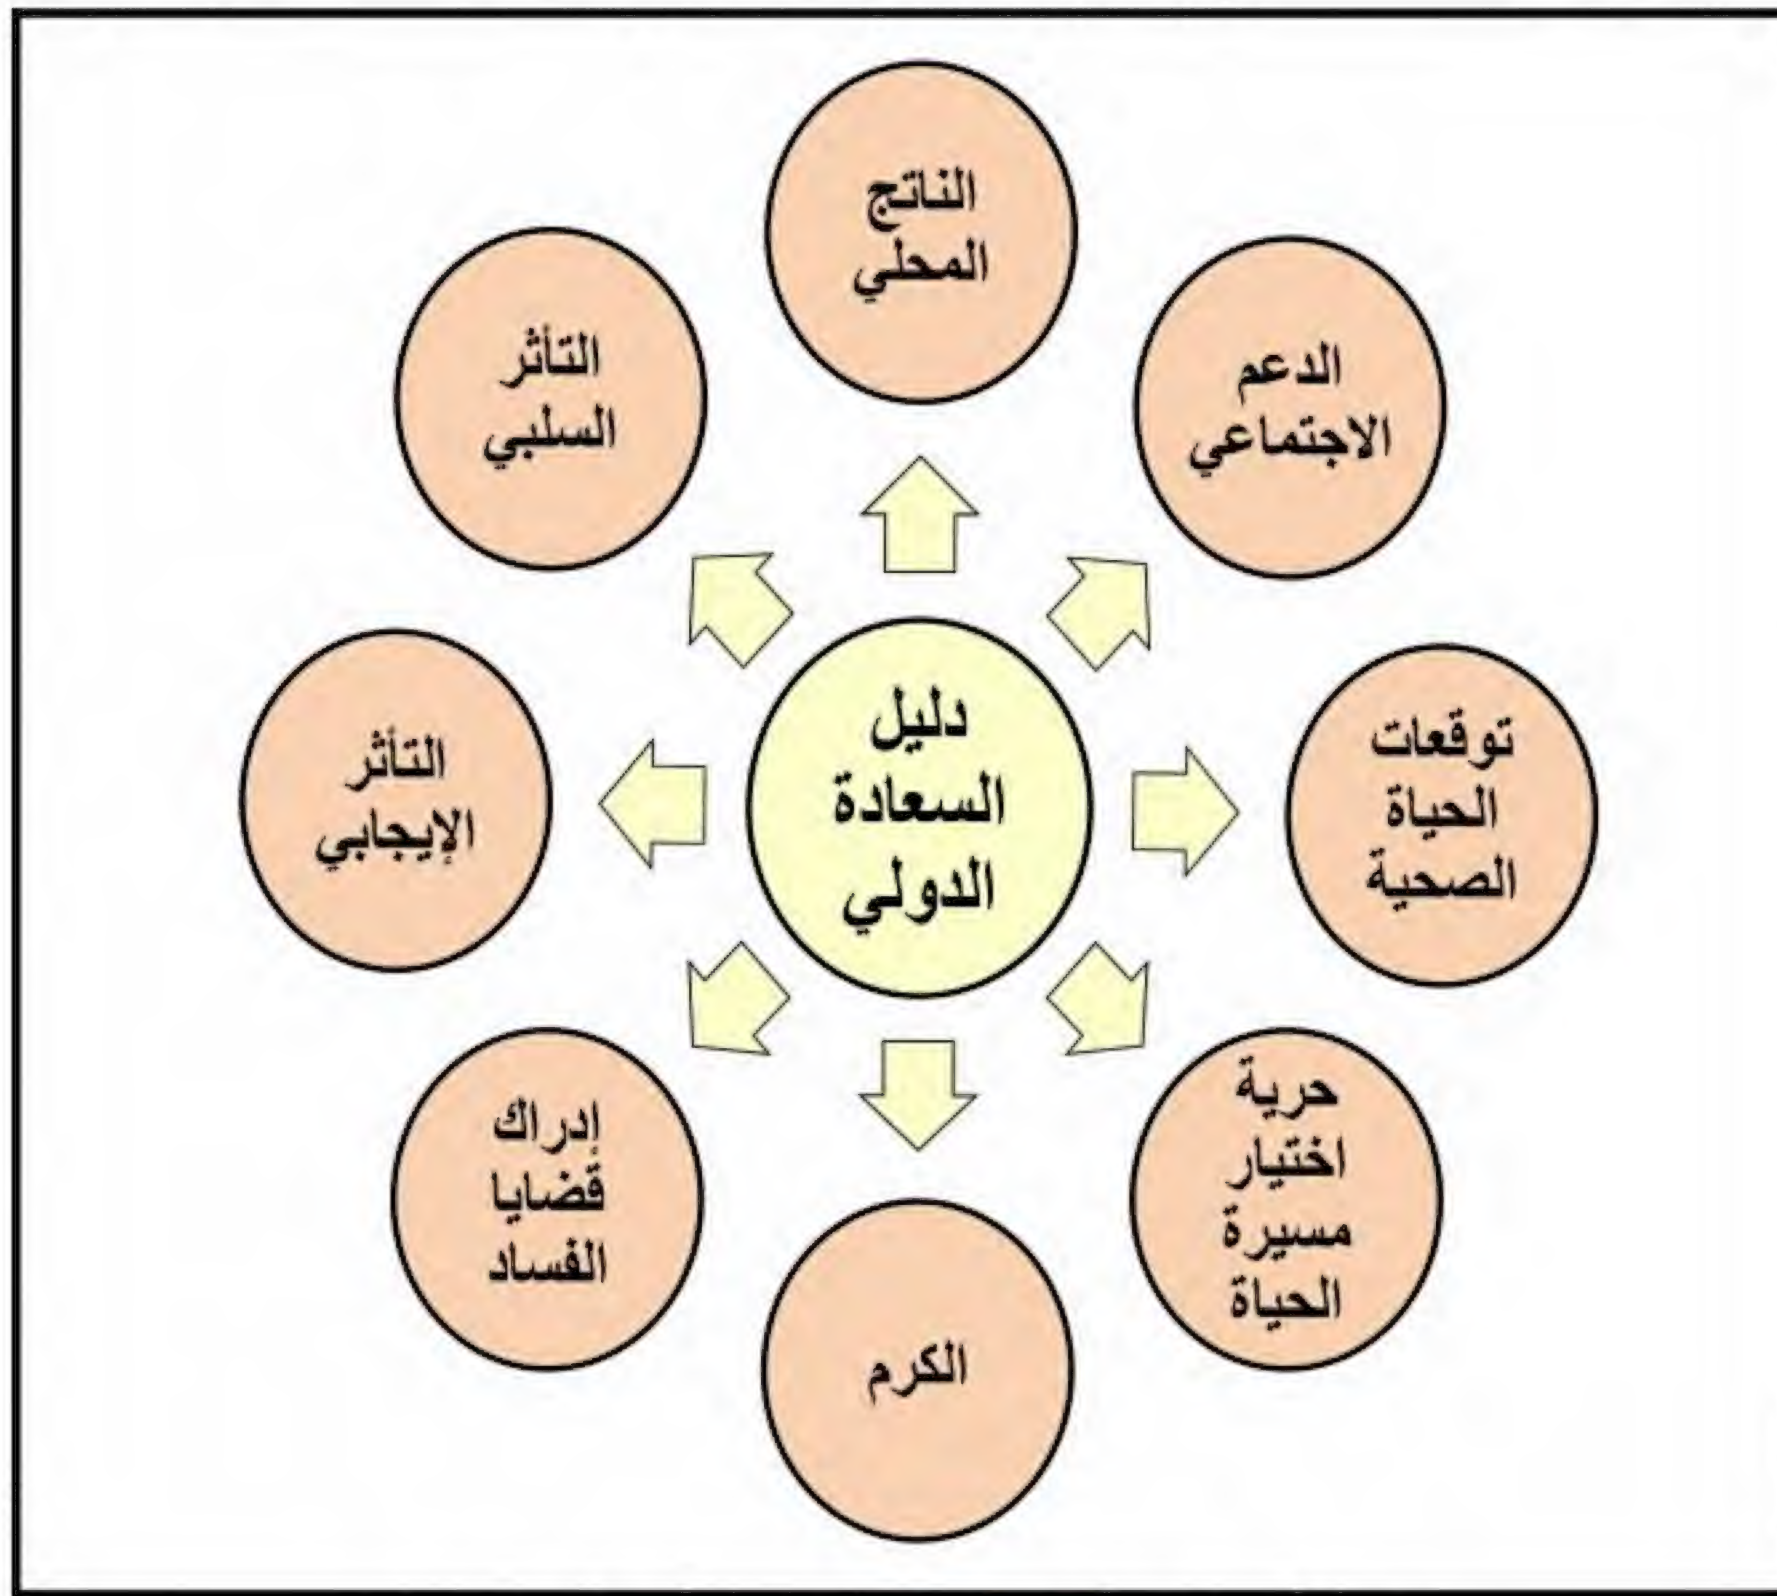 الناتج
المحلي
الدعم
الاجتماعي
توقعات
الحياة
الصحية
حرية
اختيار
مسيرة
الحياة
الكرم
إدراك
قضايا
الفساد
التأثر
الإيجابي
التأثر
السلبي
دليل
السعادة
الدولي